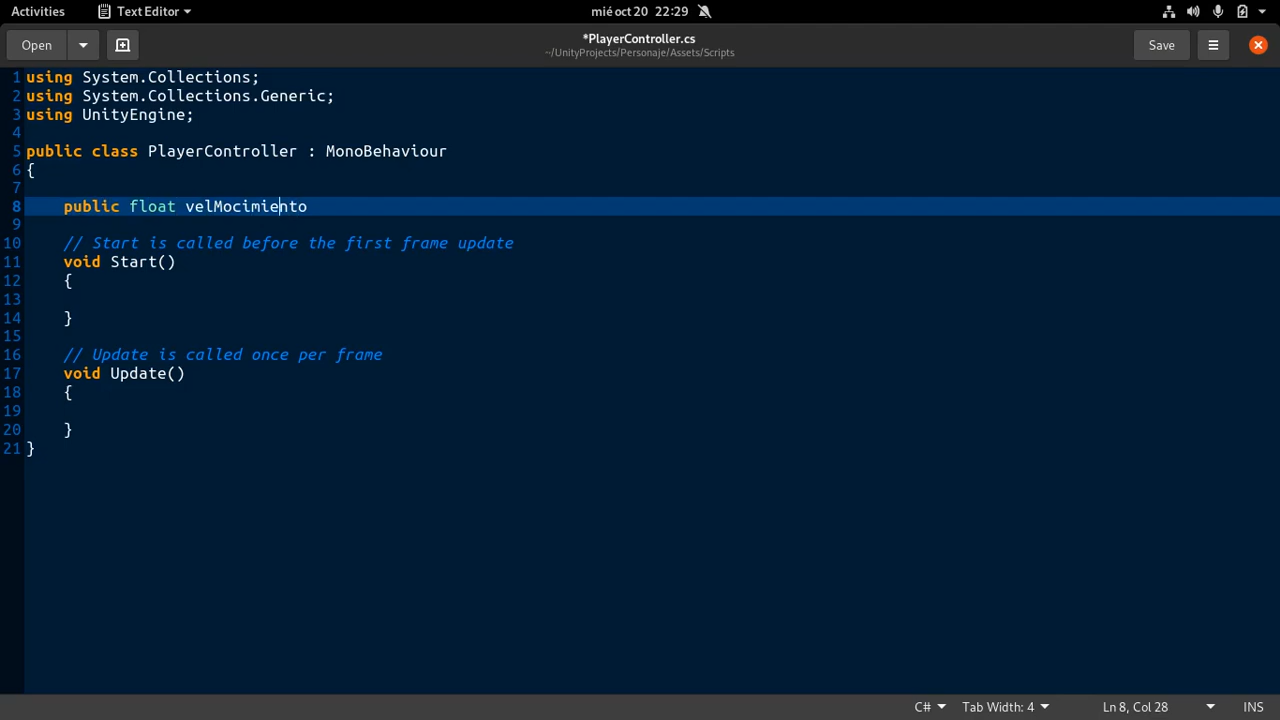 Activities Text Editor mié oct 20 22:29
Open *PlayerController.cs Save
~/UnityProjects/Personaje/Assets/Scripts
1 using System.Collections;
2 using System.Collections.Generic;
3 using UnityEngine;
4
5 public class PlayerController : MonoBehaviour
6 {
7
8 public float velMocimiento
9
10 // Start is called before the first frame update
11 void Start()
12 {
13
14 }
15
16 // Update is called once per frame
17 void Update()
18 {
19
20 }
21 }
C# Tab Width: 4 Ln 8, Col 28 INS